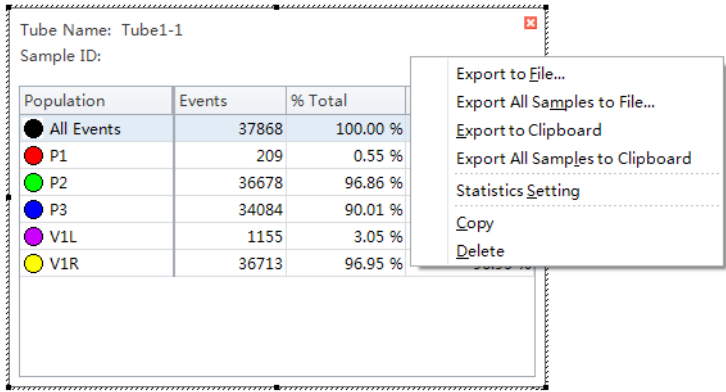 Tube Name: Tube1-1
Sample ID:
Population Events % Total
All Events 37868 100.00 %
P1 209 0.55 %
P2 36678 96.86 %
P3 34084 90.01 %
V1L 1155 3.05 %
V1R 36713 96.95 %
Export to File...
Export All Samples to File...
Export to Clipboard
Export All Samples to Clipboard
Statistics Setting
Copy
Delete